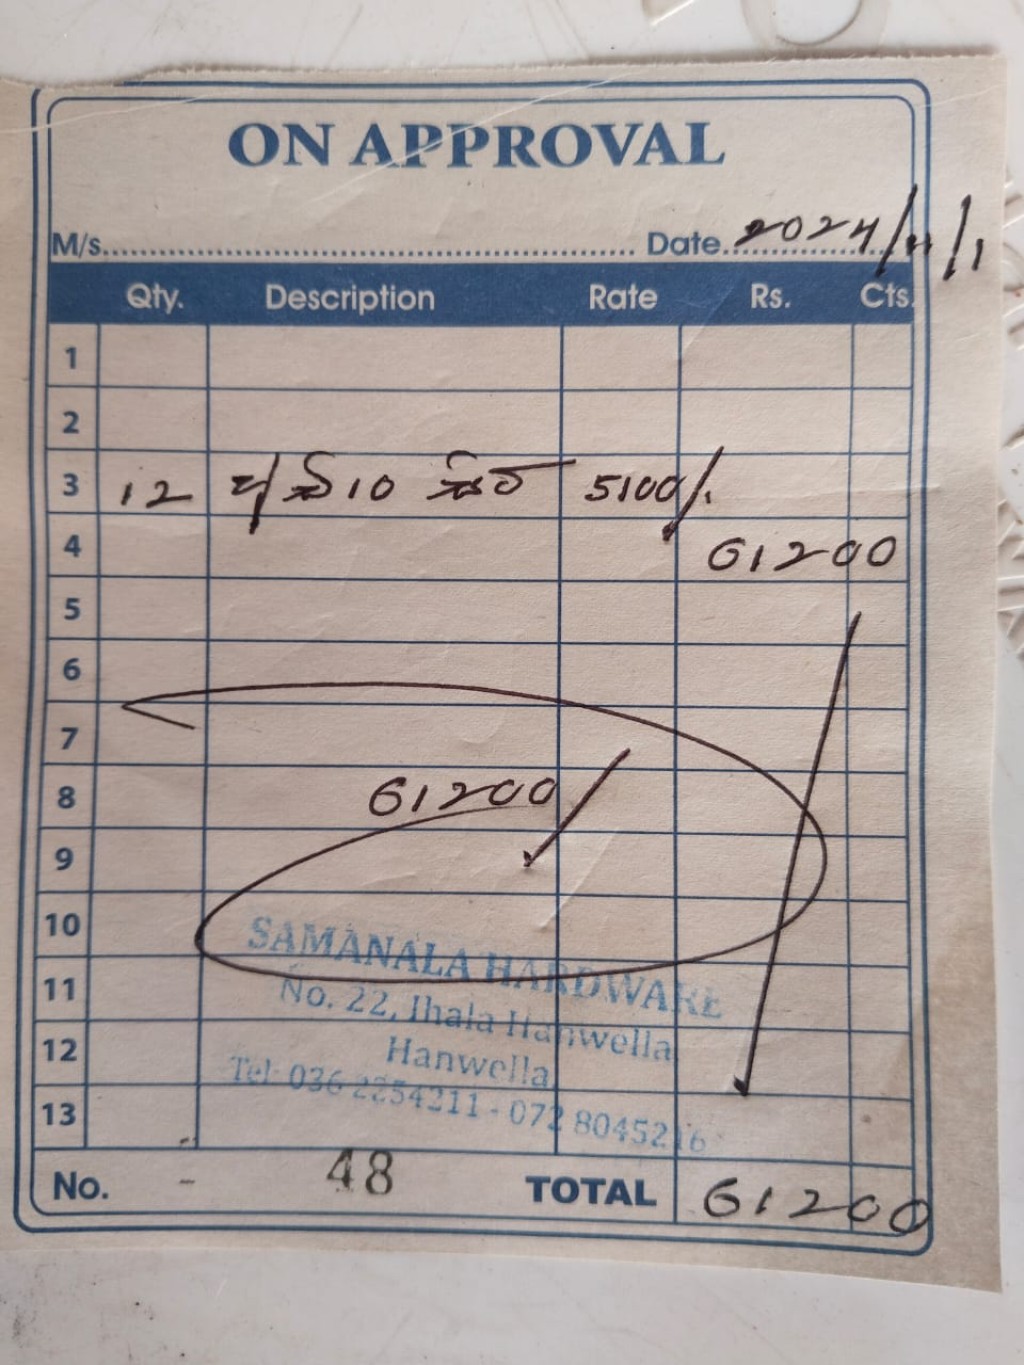 ON APPROVAL
M/s. Date 2024/11/1
Qty. Description Rate Rs. Cts.
1
2
3 12 10 5100/.
4 61200
5
6
7
8 61200/
9
10
SAMANALA HARDWARE
11
No. 22, Ihala Hanwella
12
Hanwella
Tel: 036 2254211 - 072 8045216
13
No. - 48 TOTAL 61200